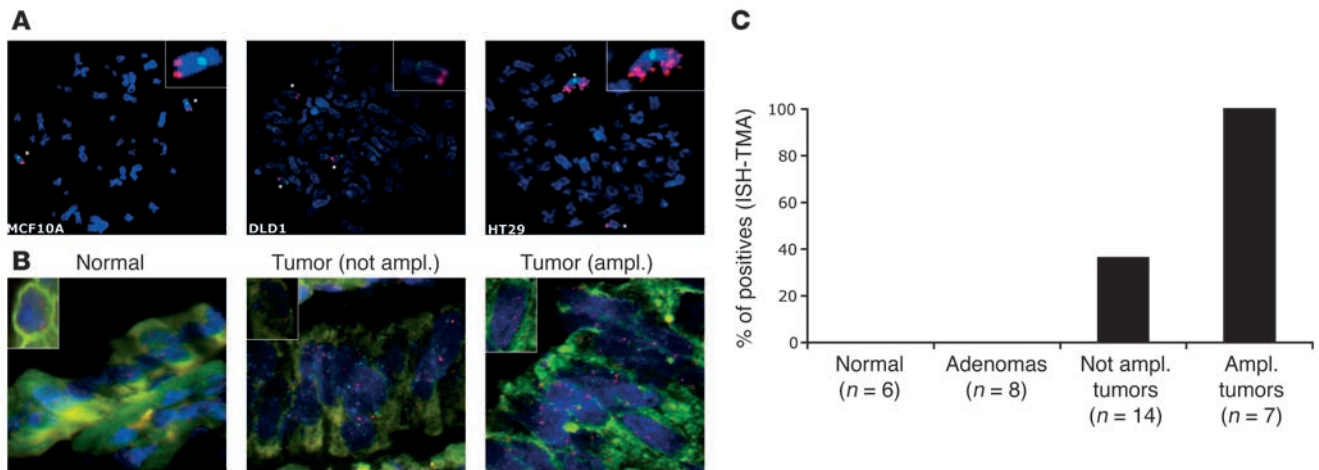 A
MCF10A
DLD1
HT29
B
Normal
Tumor (not ampl.)
Tumor (ampl.)
C
% of positives (ISH-TMA)
100
80
60
40
20
0
Normal
(n = 6)
Adenomas
(n = 8)
Not ampl.
tumors
(n = 14)
Ampl.
tumors
(n = 7)